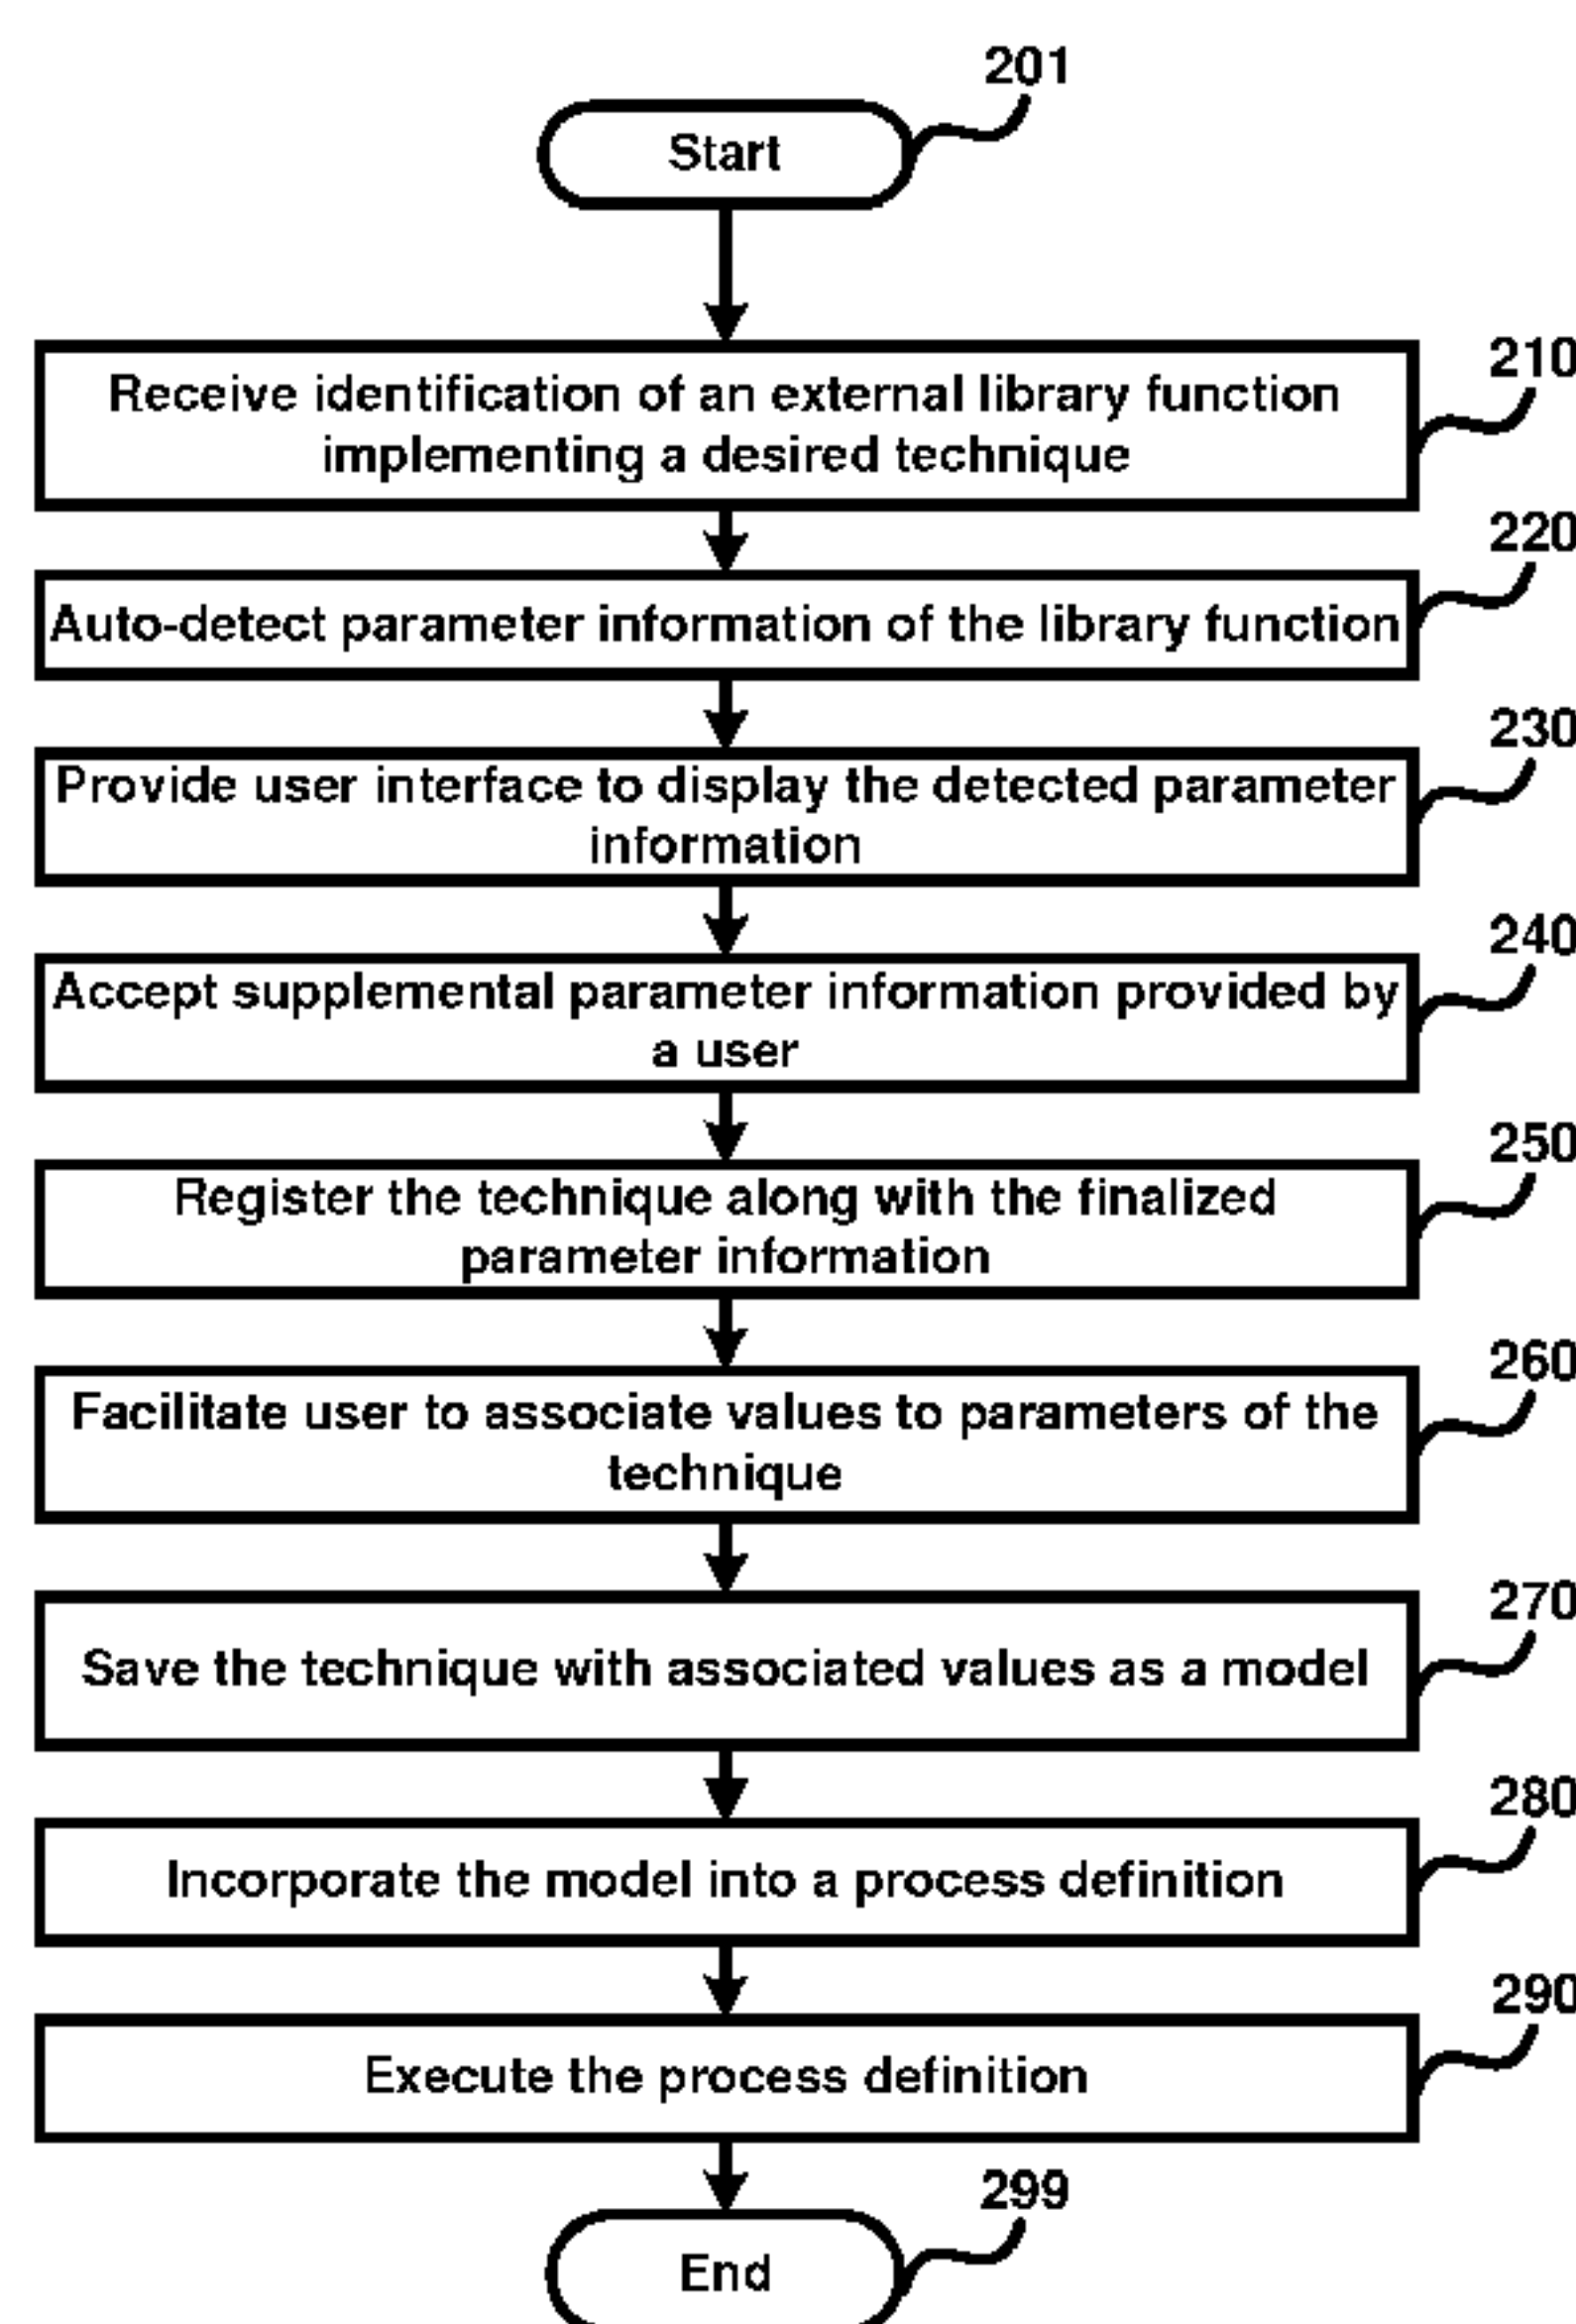 201
Start
210
Receive identification of an external library function
implementing a desired technique
220
Auto-detect parameter information of the library function
230
Provide user interface to display the detected parameter
information
240
Accept supplemental parameter information provided by
a user
250
Register the technique along with the finalized
parameter information
260
Facilitate user to associate values to parameters of the
technique
270
Save the technique with associated values as a model
280
Incorporate the model into a process definition
290
Execute the process definition
299
End